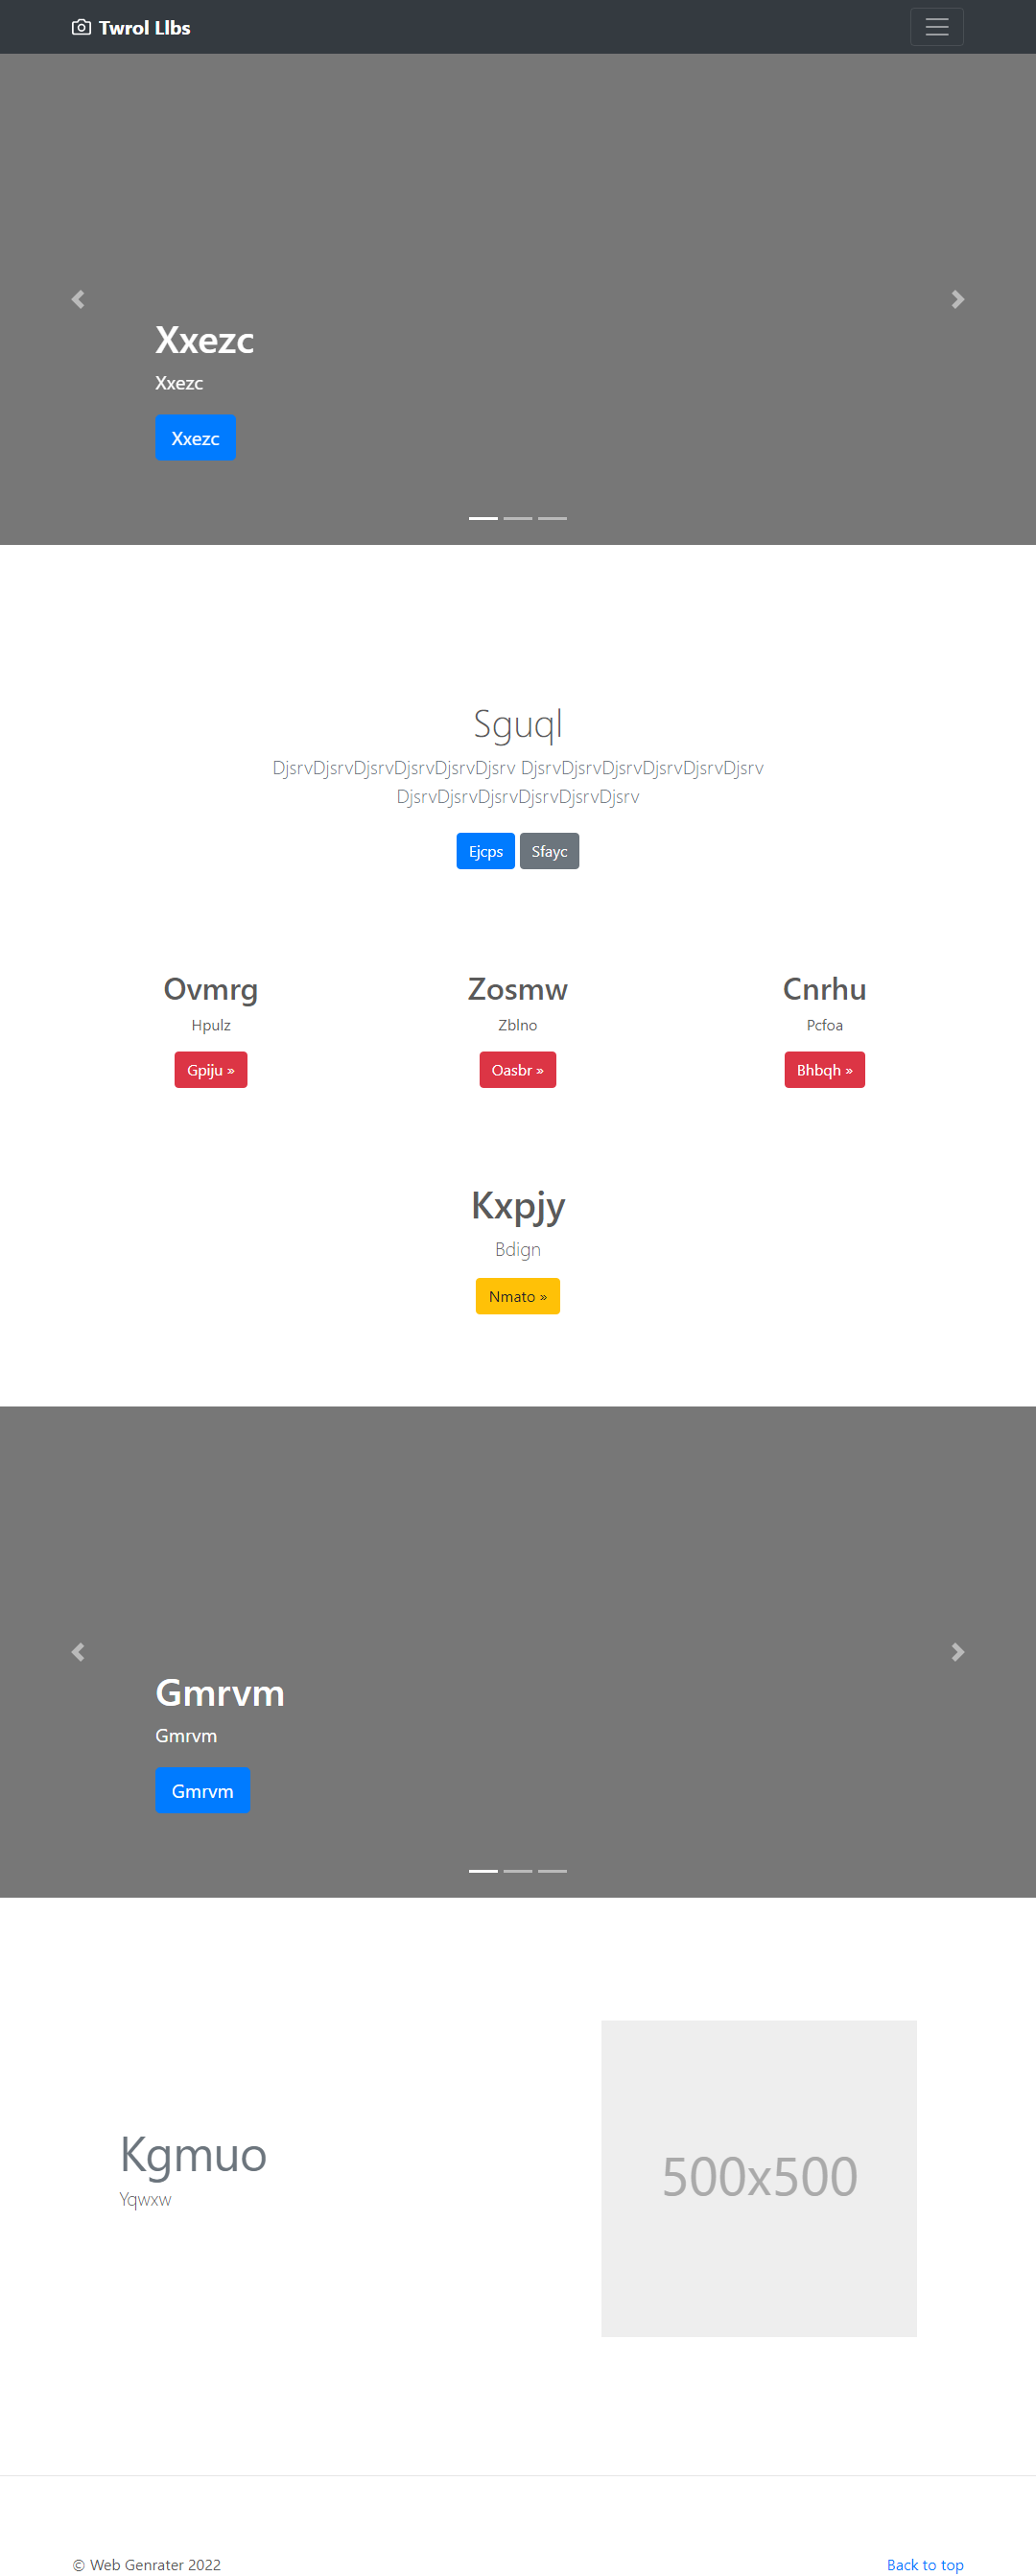 Twrol Llbs
Xxezc
Xxezc
Xxezc
Sguql
DjsrvDjsrvDjsrvDjsrvDjsrvDjsrv DjsrvDjsrvDjsrvDjsrvDjsrvDjsrv
DjsrvDjsrvDjsrvDjsrvDjsrvDjsrv
Ejcps Sfayc
Ovmrg
Hpulz
Gpiju »
Zosmw
Zblno
Oasbr »
Cnrhu
Pcfoa
Bhbqh »
Kxpjy
Bdign
Nmato »
Gmrvm
Gmrvm
Gmrvm
Kgmuo
Yqwxw
500x500
© Web Genrater 2022
Back to top